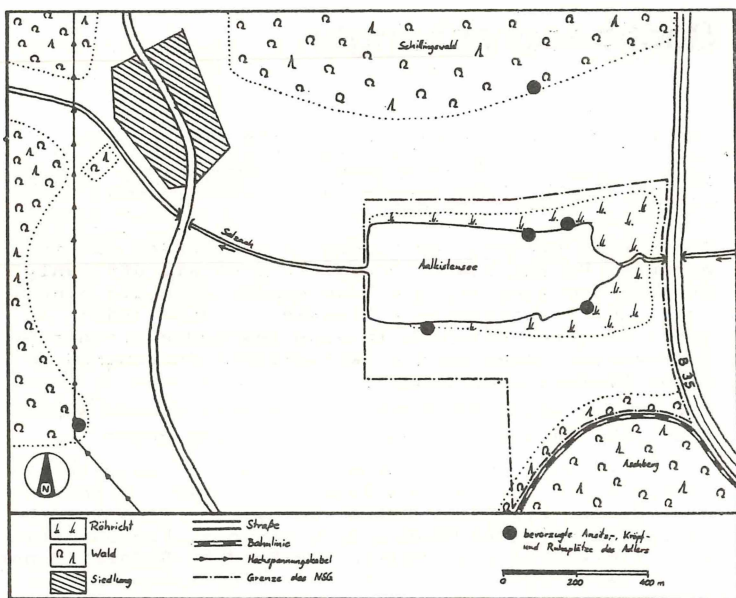 Schillingswald
Salzach
Aalkistensee
B 35
Aschberg
N
Röhricht
Wald
Siedlung
Straße
Bahnlinie
Hochspannungskabel
Grenze des NSG
bevorzugte Ansitz-, Kröpf-
und Ruheplätze des Adlers
0 200 400 m